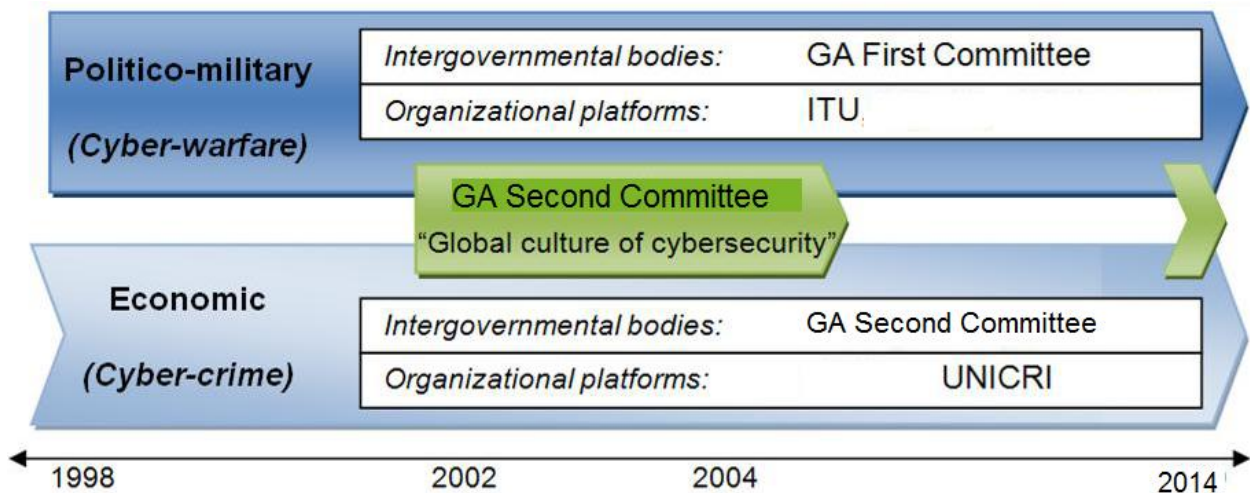 Politico-military
(Cyber-warfare)
Intergovernmental bodies: GA First Committee
Organizational platforms: ITU,
GA Second Committee
“Global culture of cybersecurity”
Economic
(Cyber-crime)
Intergovernmental bodies: GA Second Committee
Organizational platforms: UNICRI
1998 2002 2004 2014